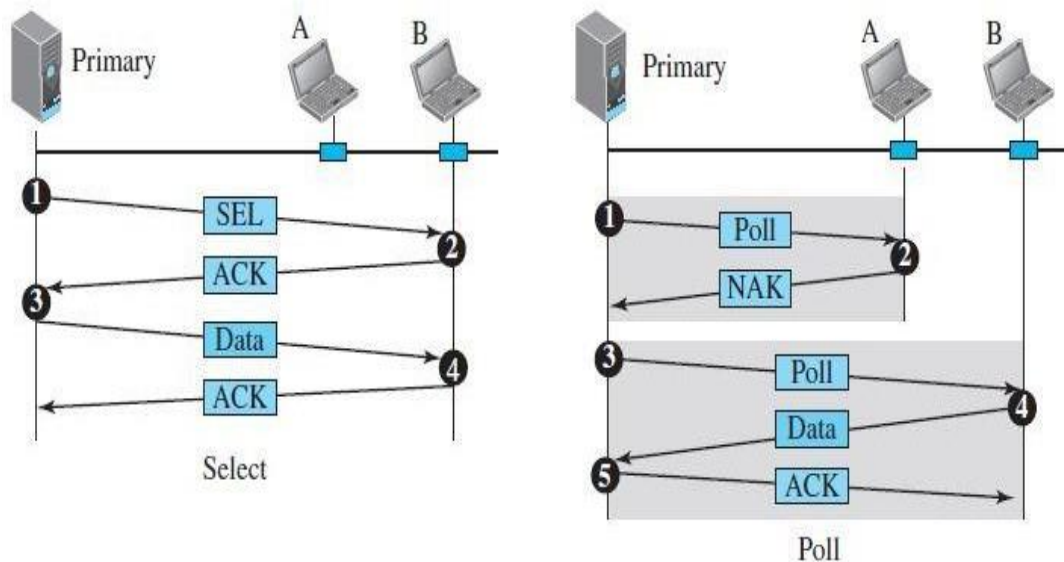 Primary
A
B
1
SEL
2
ACK
3
Data
4
ACK
Select
Primary
A
B
1
Poll
2
NAK
3
Poll
4
Data
5
ACK
Poll